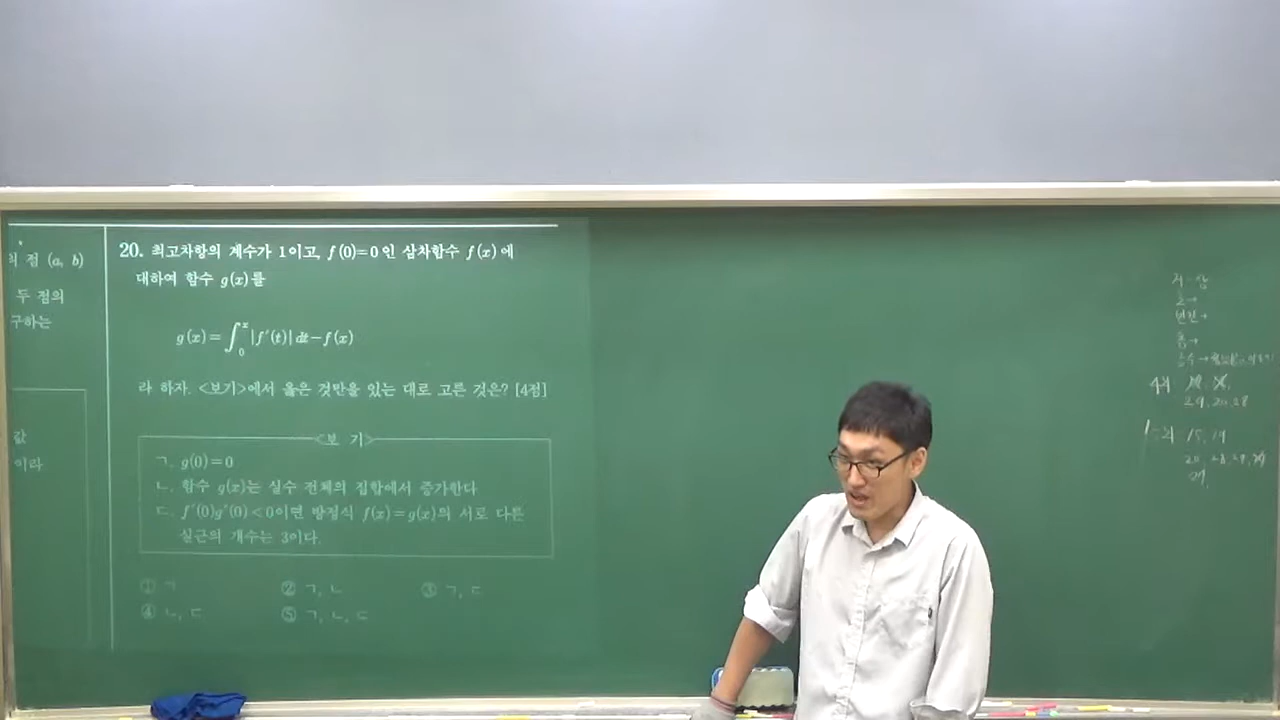 의 점 (a, b)
두 점의
구하는
값
이라
20. 최고차항의 계수가 1이고, f(0)=0인 삼차함수 f(x)에
대하여 함수 g(x)를
g(x)=∫₀ˣ|f′(t)|dt−f(x)
라 하자. <보기>에서 옳은 것만을 있는 대로 고른 것은? [4점]
<보 기>
ㄱ. g(0)=0
ㄴ. 함수 g(x)는 실수 전체의 집합에서 증가한다
ㄷ. f′(0)g′(0)<0이면 방정식 f(x)=g(x)의 서로 다른
실근의 개수는 3이다.
① ㄱ ② ㄱ, ㄴ ③ ㄱ, ㄷ
④ ㄴ, ㄷ ⑤ ㄱ, ㄴ, ㄷ
15, 19